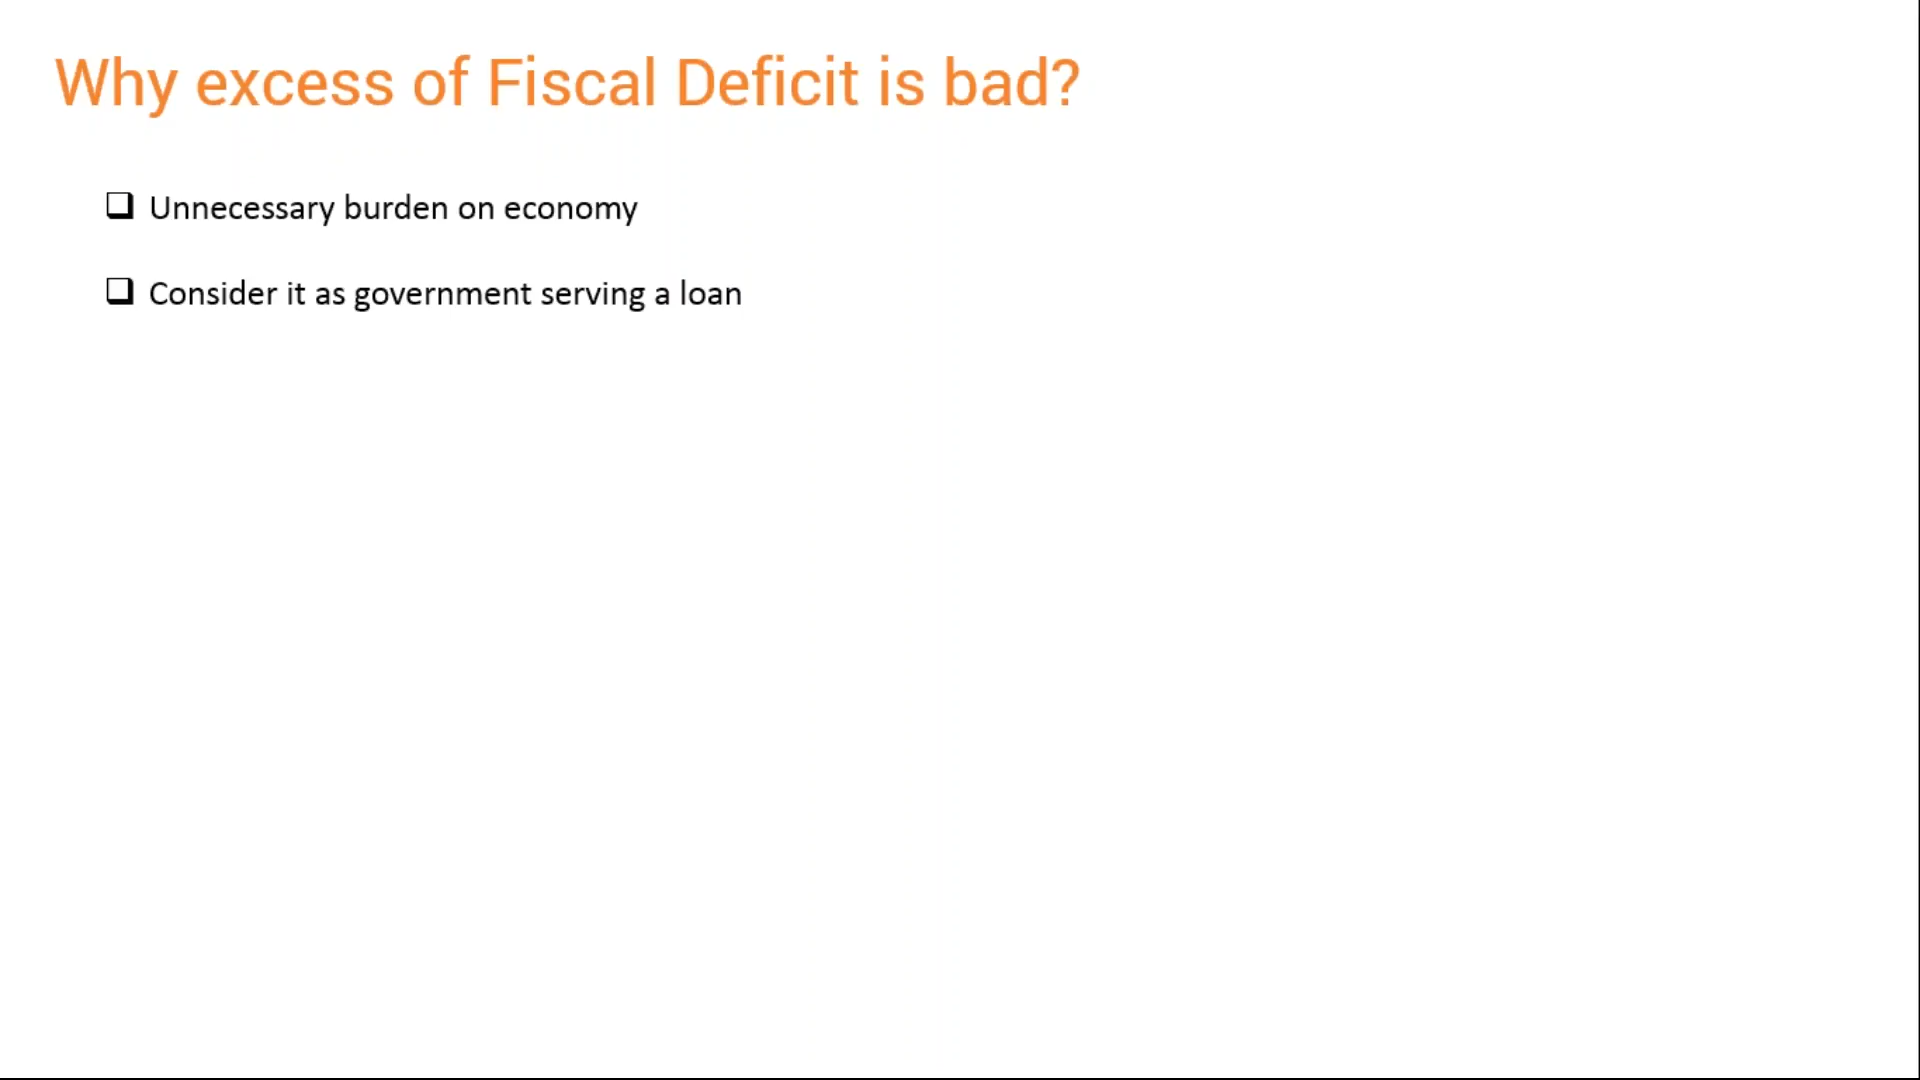 Why excess of Fiscal Deficit is bad?
❑ Unnecessary burden on economy
❑ Consider it as government serving a loan